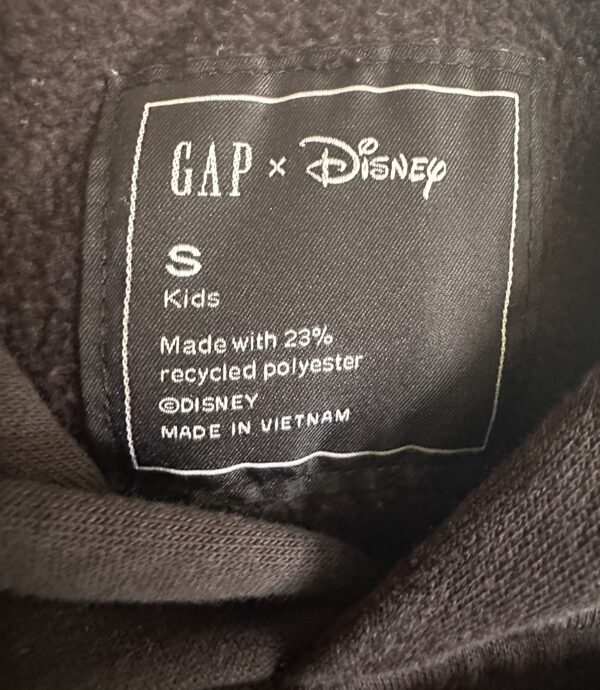 GAP × Disney
S
Kids
Made with 23%
recycled polyester
©DISNEY
MADE IN VIETNAM